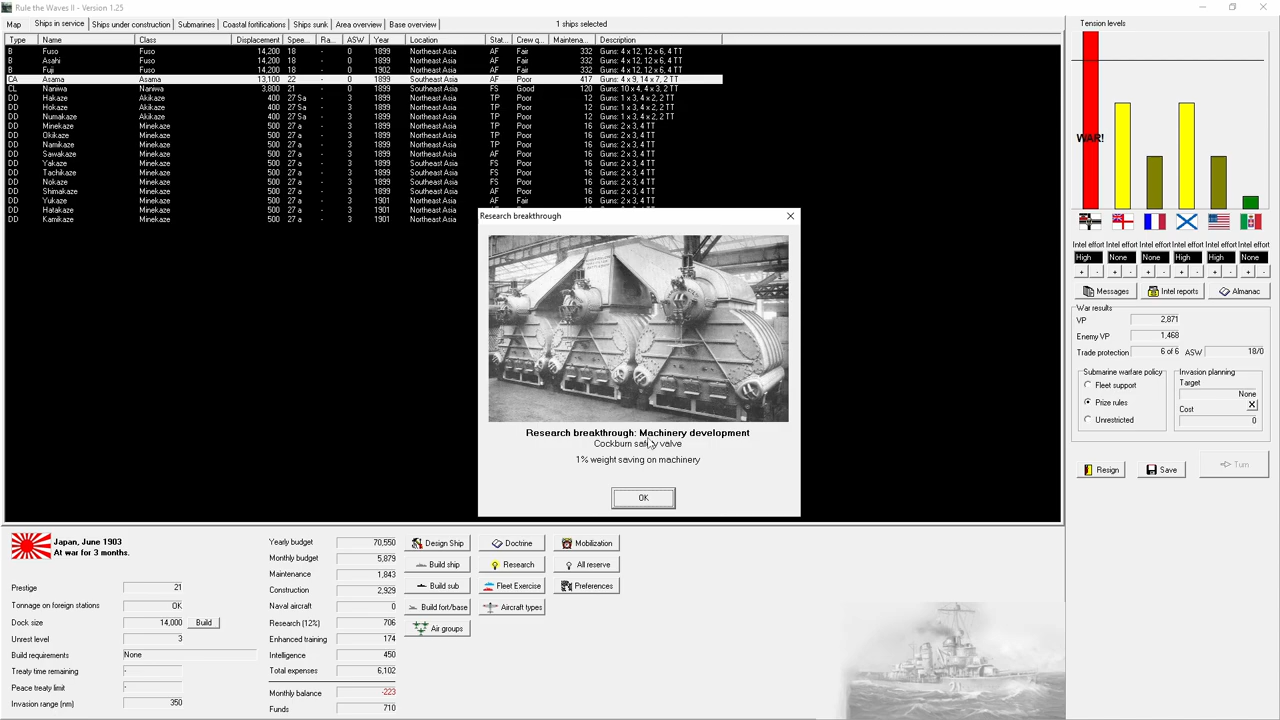 Rule the Waves II - Version 1.25
Map Ships in service Ships under construction Submarines Coastal fortifications Ships sunk Area overview Base overview 1 ships selected
Type Name Class Displacement Spee... Ra... ASW Year Location Stat... Crew q... Maintena... Description
B Fuso Fuso 14,200 18 - 0 1899 Northeast Asia AF Fair 332 Guns: 4 x 12, 12 x 6, 4 TT
B Asahi Fuso 14,200 18 - 0 1899 Northeast Asia AF Fair 332 Guns: 4 x 12, 12 x 6, 4 TT
B Fuji Fuso 14,200 18 - 0 1902 Northeast Asia AF Fair 332 Guns: 4 x 12, 12 x 6, 4 TT
CA Asama Asama 13,100 22 - 0 1899 Southeast Asia AF Poor 417 Guns: 4 x 9, 14 x 7, 2 TT
CL Naniwa Naniwa 3,800 21 - 0 1899 Southeast Asia FS Good 120 Guns: 10 x 4, 4 x 3, 2 TT
DD Hakaze Akikaze 400 27 Sa - 3 1899 Northeast Asia TP Poor 12 Guns: 1 x 3, 4 x 2, 2 TT
DD Hokaze Akikaze 400 27 Sa - 3 1899 Northeast Asia TP Poor 12 Guns: 1 x 3, 4 x 2, 2 TT
DD Numakaze Akikaze 400 27 Sa - 3 1899 Northeast Asia TP Poor 12 Guns: 1 x 3, 4 x 2, 2 TT
DD Minekaze Minekaze 500 27 a - 3 1899 Northeast Asia TP Poor 16 Guns: 2 x 3, 4 TT
DD Okikaze Minekaze 500 27 a - 3 1899 Northeast Asia TP Poor 16 Guns: 2 x 3, 4 TT
DD Namikaze Minekaze 500 27 a - 3 1899 Northeast Asia TP Poor 16 Guns: 2 x 3, 4 TT
DD Sawakaze Minekaze 500 27 a - 3 1899 Northeast Asia AF Poor 16 Guns: 2 x 3, 4 TT
DD Yakaze Minekaze 500 27 a - 3 1899 Southeast Asia FS Poor 16 Guns: 2 x 3, 4 TT
DD Tachikaze Minekaze 500 27 a - 3 1899 Southeast Asia FS Poor 16 Guns: 2 x 3, 4 TT
DD Nokaze Minekaze 500 27 a - 3 1899 Southeast Asia FS Poor 16 Guns: 2 x 3, 4 TT
DD Shimakaze Minekaze 500 27 a - 3 1899 Southeast Asia AF Poor 16 Guns: 2 x 3, 4 TT
DD Yukaze Minekaze 500 27 a - 3 1901 Northeast Asia AF Fair 16 Guns: 2 x 3, 4 TT
DD Hatakaze Minekaze 500 27 a - 3 1901 Northeast
DD Kamikaze Minekaze 500 27 a - 3 1901 Northeast
Research breakthrough
Research breakthrough: Machinery development
Cockburn safety valve
1% weight saving on machinery
OK
Tension levels
WAR!
Intel effort Intel effort Intel effort Intel effort Intel effort Intel effort
High None None High High None
+ - + - + - + - + - + -
Messages Intel reports Almanac
War results
VP 2,871
Enemy VP 1,468
Trade protection 6 of 6 ASW 18/0
Submarine warfare policy
Fleet support
Prize rules
Unrestricted
Invasion planning
Target
None
Cost X
0
Resign Save Turn
Japan, June 1903
At war for 3 months.
Prestige 21
Tonnage on foreign stations OK
Dock size 14,000 Build
Unrest level 3
Build requirements None
Treaty time remaining -
Peace treaty limit -
Invasion range (nm) 350
Yearly budget 70,550
Monthly budget 5,879
Maintenance 1,843
Construction 2,929
Naval aircraft 0
Research (12%) 706
Enhanced training 174
Intelligence 450
Total expenses 6,102
Monthly balance -223
Funds 710
Design Ship Doctrine Mobilization
Build ship Research All reserve
Build sub Fleet Exercise Preferences
Build fort/base Aircraft types
Air groups